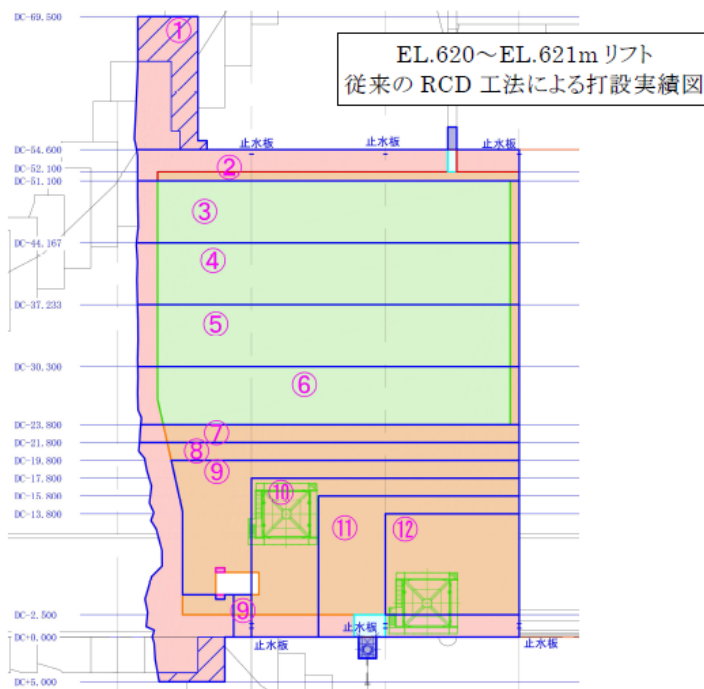 DC-69.500
①
EL.620～EL.621m リフト
従来の RCD 工法による打設実績図
止水板
止水板
止水板
DC-54.600
DC-52.100
②
DC-51.100
③
DC-44.167
④
DC-37.233
⑤
DC-30.300
⑥
DC-23.800
⑦
DC-21.800
⑧
DC-19.800
⑨
DC-17.800
⑩
DC-15.800
DC-13.800
⑪
⑫
DC-2.500
⑨
止水板
DC+0.000
止水板
止水板
DC+5.000